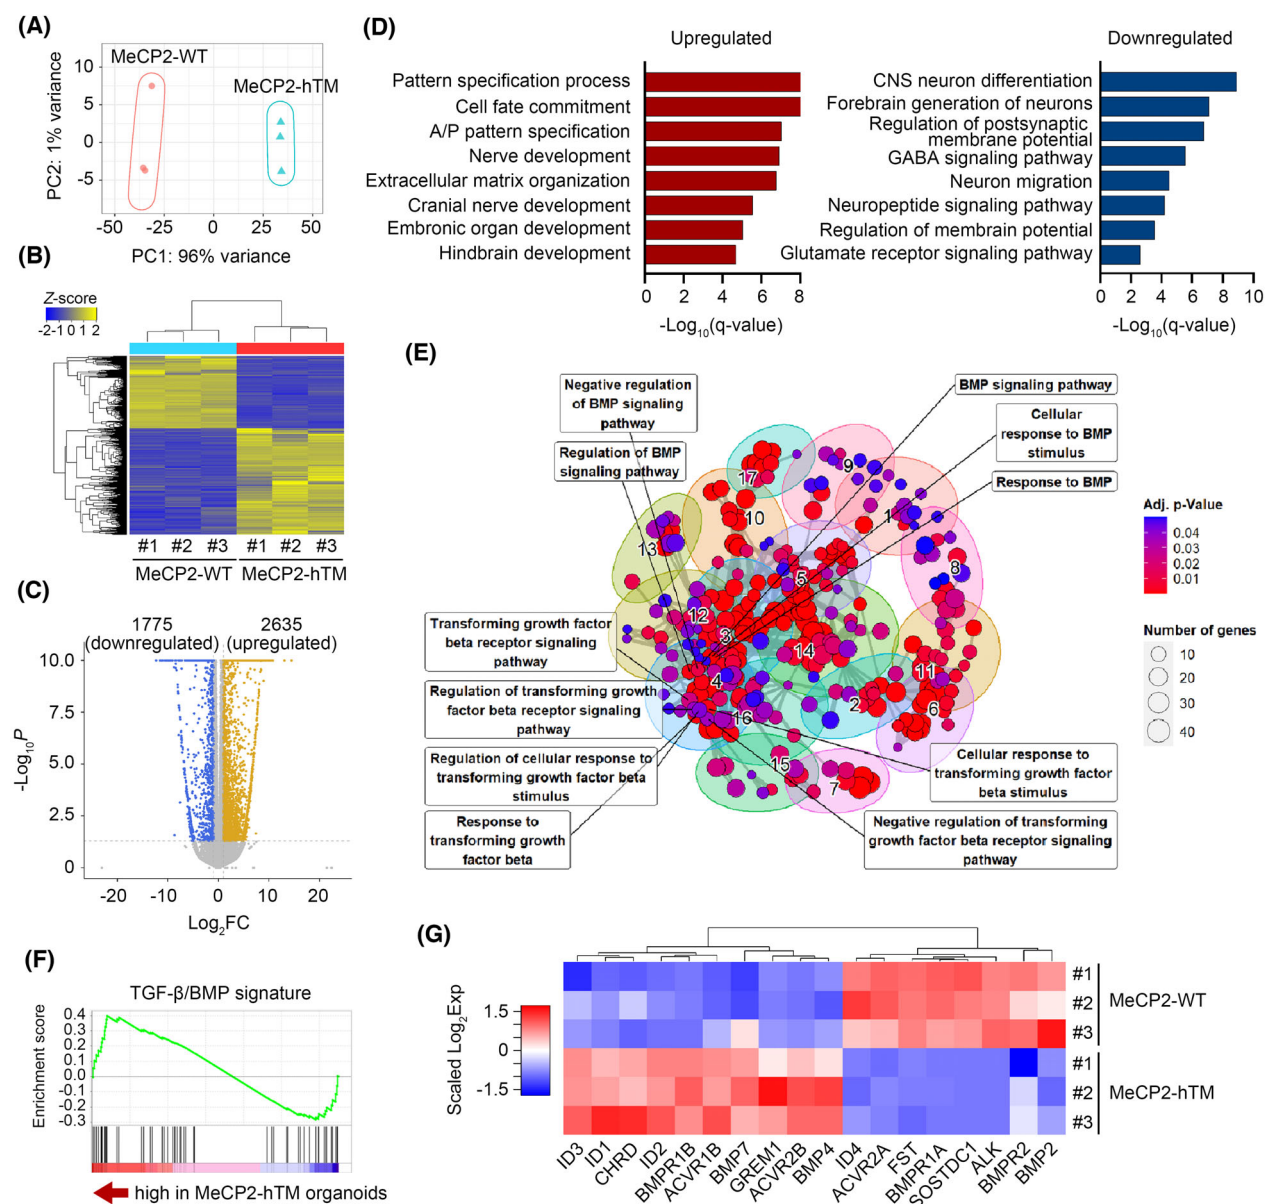 (A)
MeCP2-WT
MeCP2-hTM
PC2: 1% variance
10
5
0
-5
-50
-25
0
25
50
PC1: 96% variance
(B)
Z-score
-2-1 0 1 2
#1 #2 #3 #1 #2 #3
MeCP2-WT MeCP2-hTM
(C)
1775
(downregulated)
2635
(upregulated)
-Log10P
10.0
7.5
5.0
2.5
0
-20
-10
0
10
20
Log2FC
(D)
Upregulated
Pattern specification process
Cell fate commitment
A/P pattern specification
Nerve development
Extracellular matrix organization
Cranial nerve development
Embronic organ development
Hindbrain development
0 2 4 6 8
-Log10(q-value)
Downregulated
CNS neuron differentiation
Forebrain generation of neurons
Regulation of postsynaptic
membrane potential
GABA signaling pathway
Neuron migration
Neuropeptide signaling pathway
Regulation of membrane potential
Glutamate receptor signaling pathway
0 2 4 6 8 10
-Log10(q-value)
(E)
Negative regulation
of BMP signaling
pathway
Regulation of BMP
signaling pathway
BMP signaling pathway
Cellular
response to BMP
stimulus
Response to BMP
Transforming growth factor
beta receptor signaling
pathway
Regulation of transforming growth
factor beta receptor signaling
pathway
Regulation of cellular response to
transforming growth factor beta
stimulus
Response to
transforming growth
factor beta
Cellular response to
transforming growth factor
beta stimulus
Negative regulation of transforming
growth factor beta receptor signaling
pathway
17
9
10
1
13
5
8
12
3
14
4
11
2
6
16
15
7
Adj. p-Value
0.04
0.03
0.02
0.01
Number of genes
10
20
30
40
(F)
TGF-β/BMP signature
Enrichment score
0.4
0.3
0.2
0.1
0.0
-0.1
-0.2
-0.3
high in MeCP2-hTM organoids
(G)
Scaled Log2Exp
1.5
0
-1.5
#1
#2
#3
MeCP2-WT
#1
#2
#3
MeCP2-hTM
ID3
ID1
CHRD
ID2
BMPR1B
ACVR1B
BMP7
GREM1
ACVR2B
BMP4
ID4
ACVR2A
FST
BMPR1A
SOSTDC1
ALK
BMPR2
BMP2